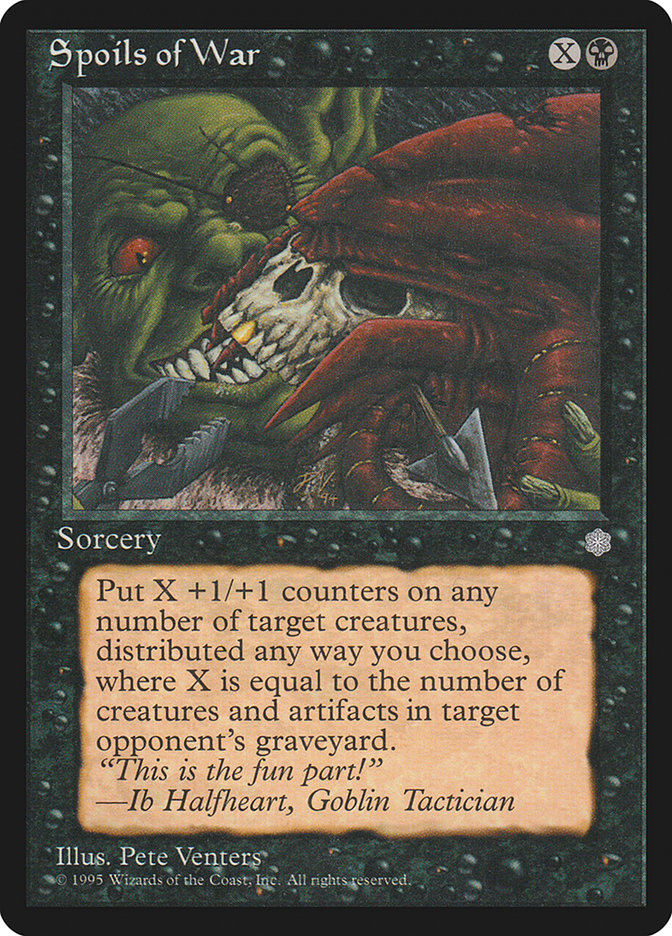 Spoils of War X
P.V.
'94
Sorcery
Put X +1/+1 counters on any
number of target creatures,
distributed any way you choose,
where X is equal to the number of
creatures and artifacts in target
opponent's graveyard.
"This is the fun part!"
—Ib Halfheart, Goblin Tactician
Illus. Pete Venters
© 1995 Wizards of the Coast, Inc. All rights reserved.